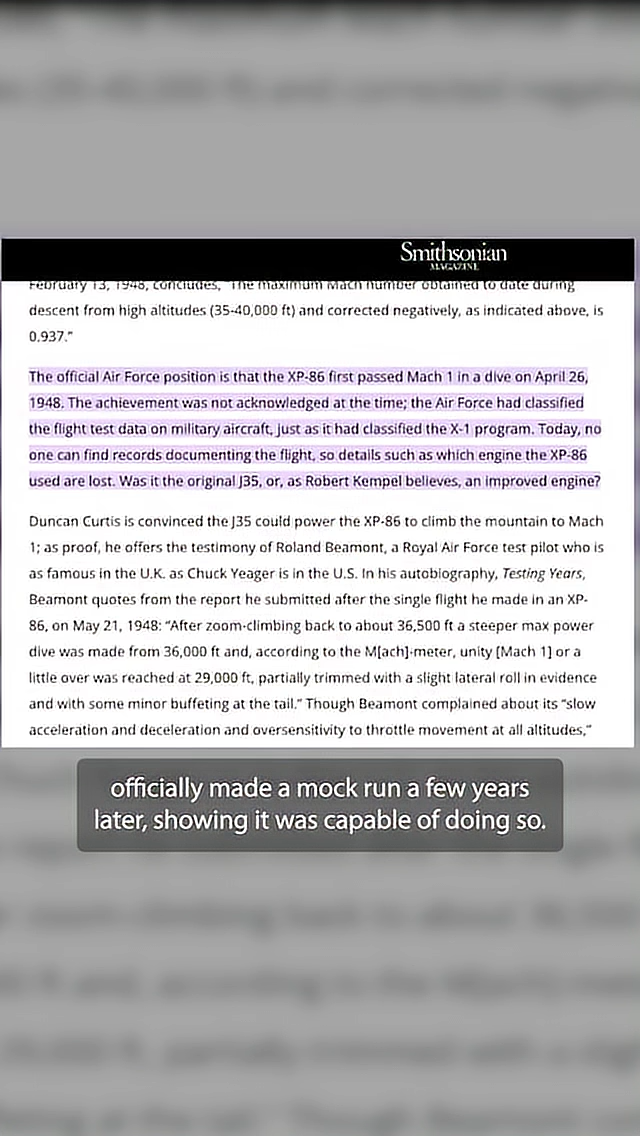 Smithsonian
MAGAZINE
February 13, 1948, concludes, "The maximum Mach number obtained to date during
descent from high altitudes (35-40,000 ft) and corrected negatively, as indicated above, is
0.937."
The official Air Force position is that the XP-86 first passed Mach 1 in a dive on April 26,
1948. The achievement was not acknowledged at the time; the Air Force had classified
the flight test data on military aircraft, just as it had classified the X-1 program. Today, no
one can find records documenting the flight, so details such as which engine the XP-86
used are lost. Was it the original J35, or, as Robert Kempel believes, an improved engine?
Duncan Curtis is convinced the J35 could power the XP-86 to climb the mountain to Mach
1; as proof, he offers the testimony of Roland Beamont, a Royal Air Force test pilot who is
as famous in the U.K. as Chuck Yeager is in the U.S. In his autobiography, Testing Years,
Beamont quotes from the report he submitted after the single flight he made in an XP-
86, on May 21, 1948: "After zoom-climbing back to about 36,500 ft a steeper max power
dive was made from 36,000 ft and, according to the M[ach]-meter, unity [Mach 1] or a
little over was reached at 29,000 ft, partially trimmed with a slight lateral roll in evidence
and with some minor buffeting at the tail." Though Beamont complained about its "slow
acceleration and deceleration and oversensitivity to throttle movement at all altitudes,"
officially made a mock run a few years
later, showing it was capable of doing so.